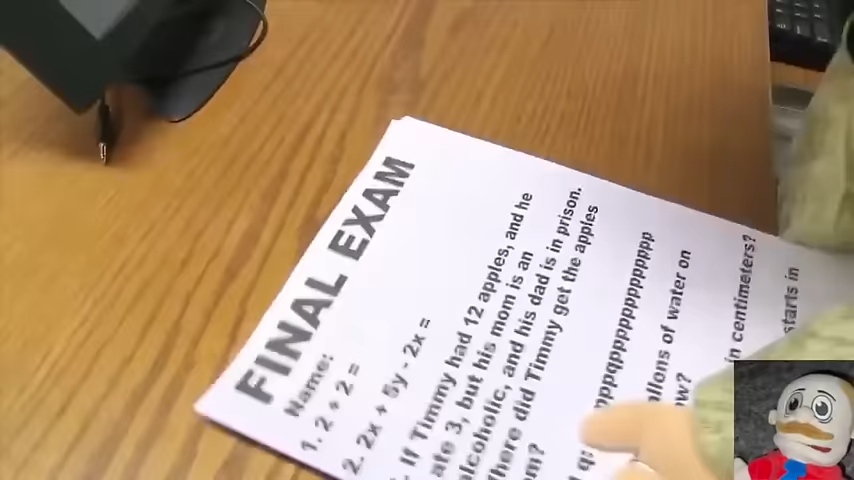 FINAL EXAM
Name:
1. 2 + 2 =
2. 2x + 5y - 2x =
If Timmy had 12 apples, and he
ate 3, but his mom is an
alcoholic, and his dad is in prison.
where did Timmy get the apples
allons of water on
in centimeters?
starts in